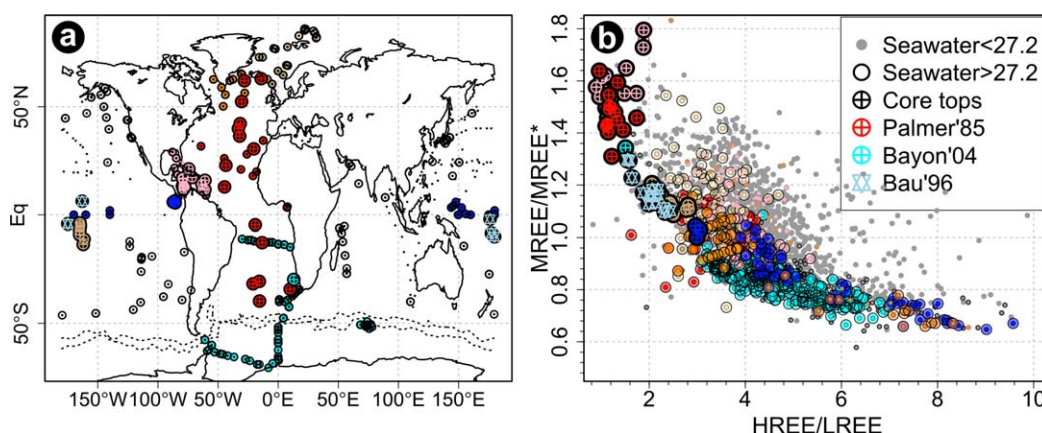 a
50°N
Eq
50°S
150°W 100°W 50°W 0°E 50°E 100°E 150°E
b
1.8
1.6
1.4
1.2
1.0
0.8
0.6
MREE/MREE*
2 4 6 8 10
HREE/LREE
Seawater<27.2
Seawater>27.2
Core tops
Palmer'85
Bayon'04
Bau'96